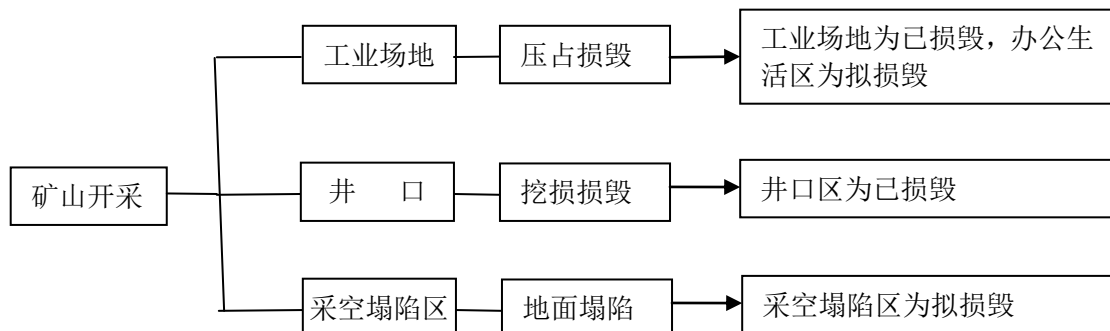 工业场地
压占损毁
工业场地为已损毁，办公生
活区为拟损毁
矿山开采
井 口
挖损损毁
井口区为已损毁
采空塌陷区
地面塌陷
采空塌陷区为拟损毁